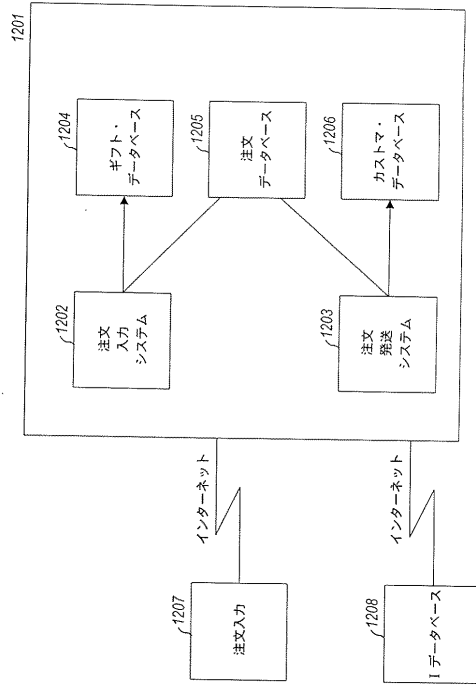 1201
1202
注文
入力
システム
1204
ギフト・
データベース
1205
注文
データベース
1203
注文
発送
システム
1206
カストマ・
データベース
インターネット
インターネット
1207
注文入力
1208
I データベース